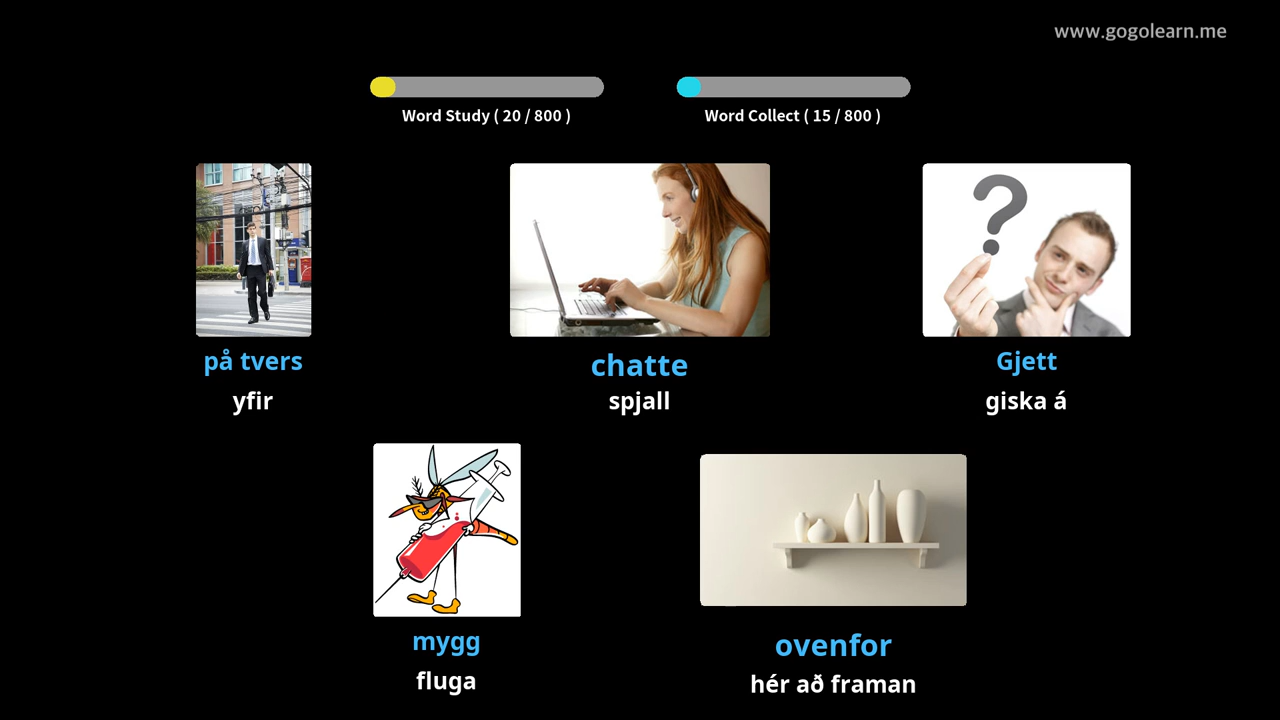 www.gogolearn.me
Word Study ( 20 / 800 )
Word Collect ( 15 / 800 )
på tvers
yfir
chatte
spjall
Gjett
giska á
mygg
fluga
ovenfor
hér að framan